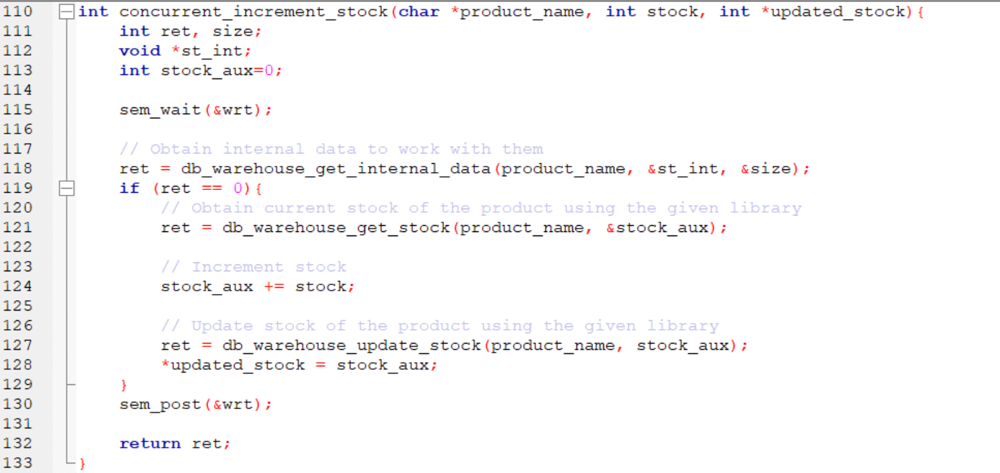 110 int concurrent_increment_stock(char *product_name, int stock, int *updated_stock){
111     int ret, size;
112     void *st_int;
113     int stock_aux=0;
114
115     sem_wait(&wrt);
116
117     // Obtain internal data to work with them
118     ret = db_warehouse_get_internal_data(product_name, &st_int, &size);
119     if (ret == 0){
120         // Obtain current stock of the product using the given library
121         ret = db_warehouse_get_stock(product_name, &stock_aux);
122
123         // Increment stock
124         stock_aux += stock;
125
126         // Update stock of the product using the given library
127         ret = db_warehouse_update_stock(product_name, stock_aux);
128         *updated_stock = stock_aux;
129     }
130     sem_post(&wrt);
131
132     return ret;
133 }